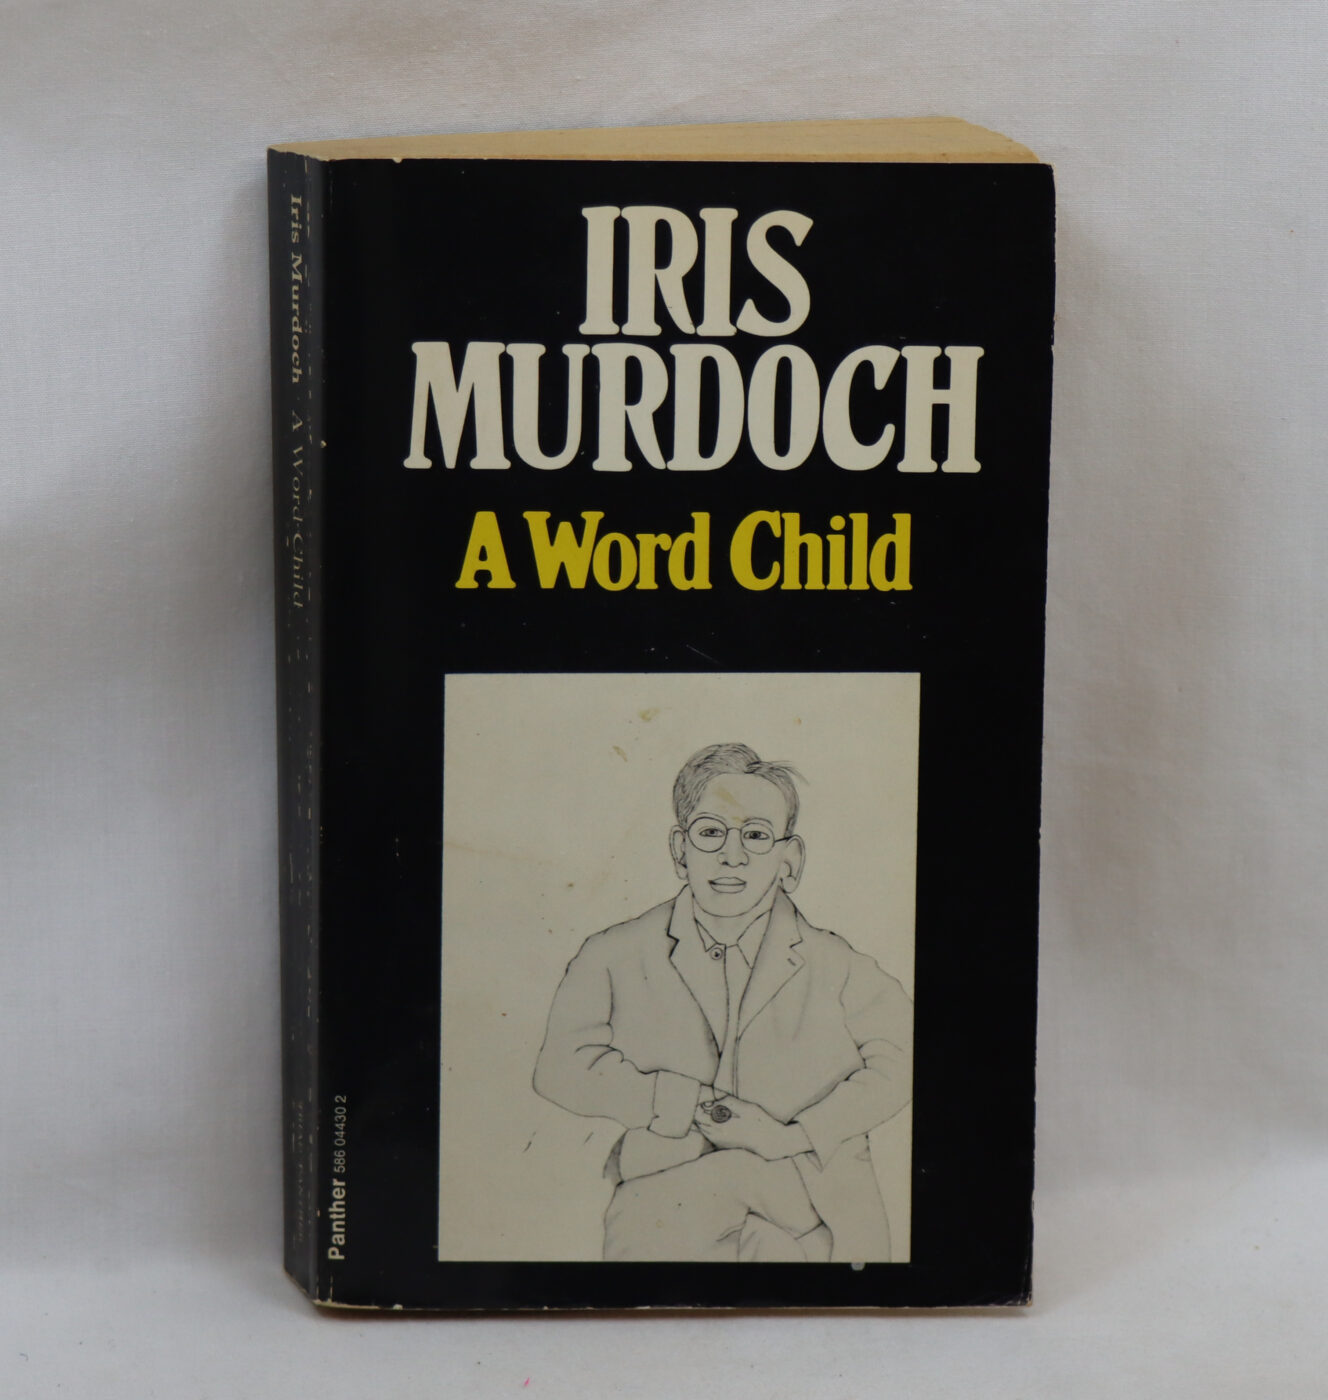 IRIS
MURDOCH
A Word Child
Panther 586 04430 2
Iris Murdoch A Word Child